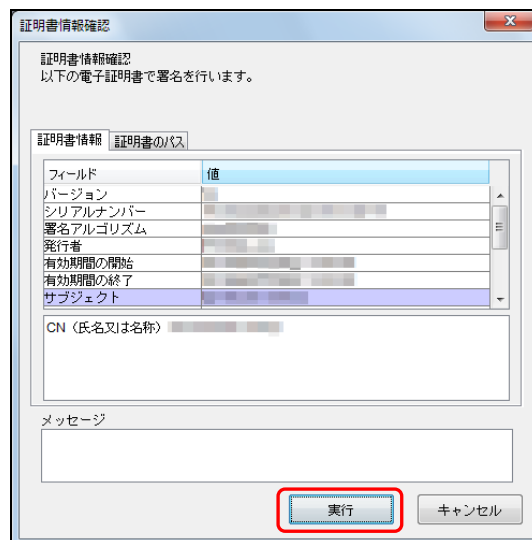 証明書情報確認
証明書情報確認
以下の電子証明書で署名を行います。
証明書情報 証明書のパス
フィールド 値
バージョン
シリアルナンバー
署名アルゴリズム
発行者
有効期間の開始
有効期間の終了
サブジェクト
CN（氏名又は名称）
メッセージ
実行 キャンセル